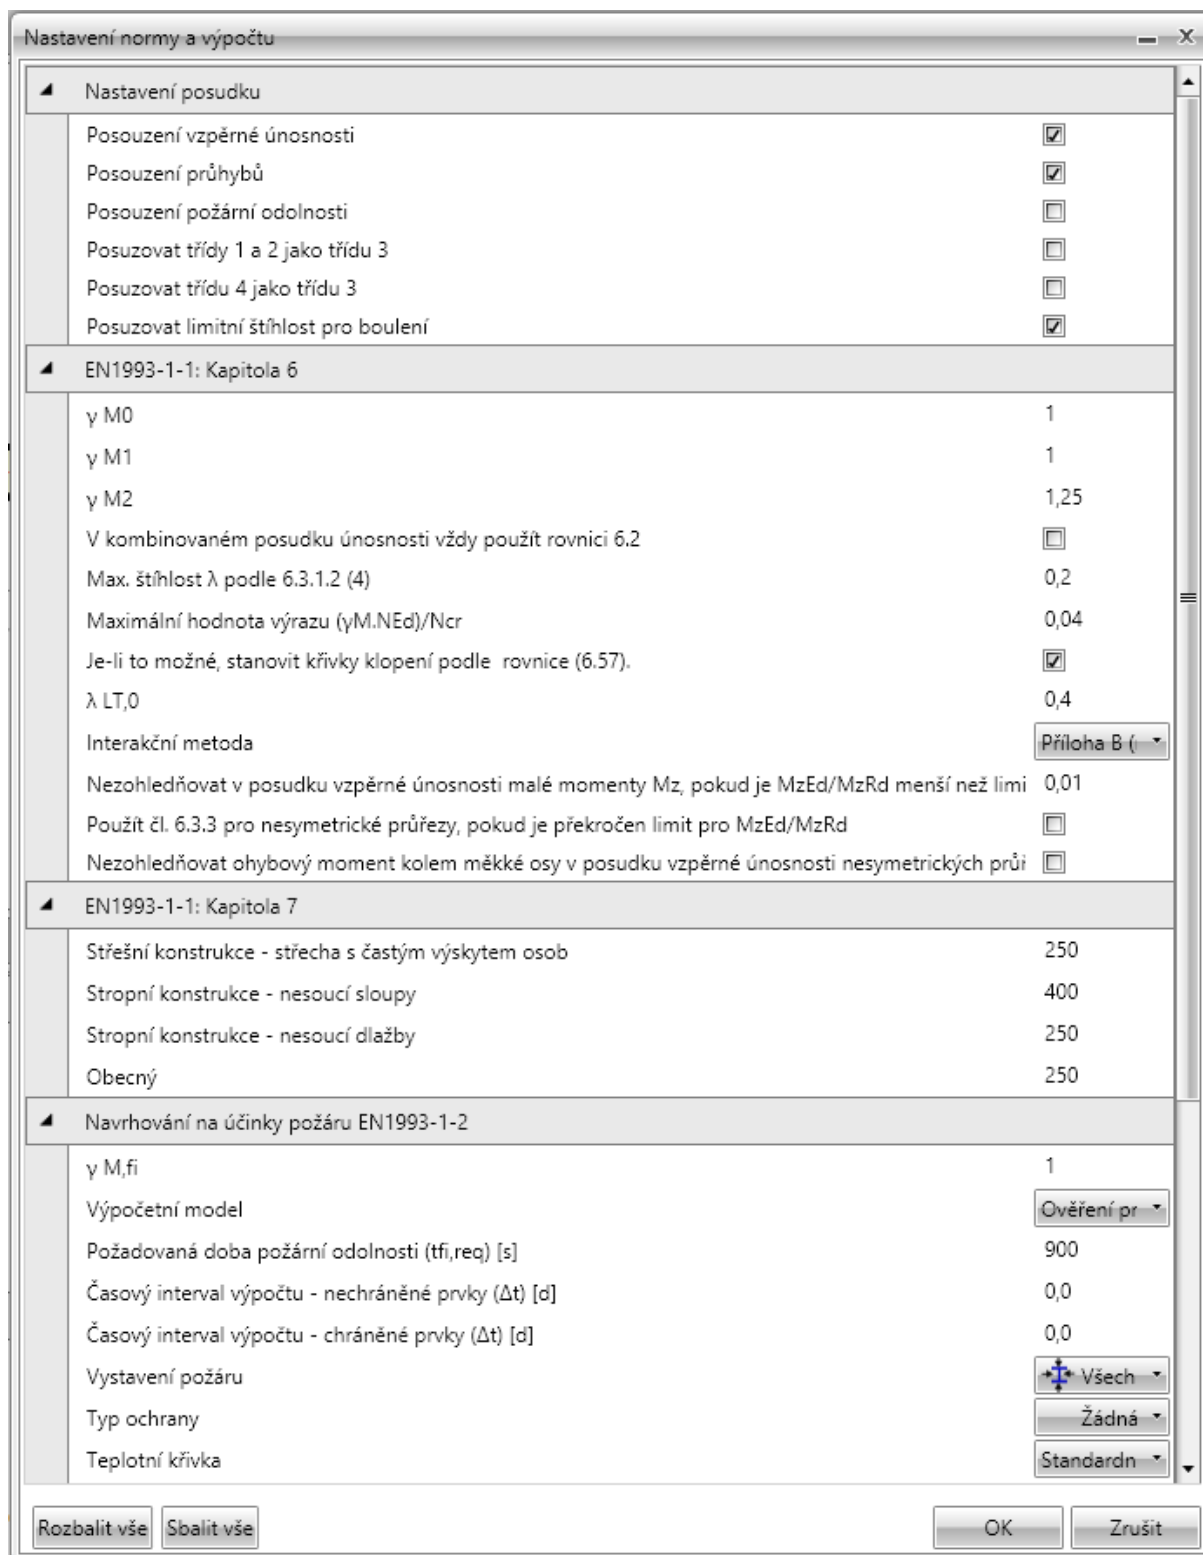 Nastavení normy a výpočtu
Nastavení posudku
Posouzení vzpěrné únosnosti
Posouzení průhybů
Posouzení požární odolnosti
Posuzovat třídy 1 a 2 jako třídu 3
Posuzovat třídu 4 jako třídu 3
Posuzovat limitní štíhlost pro boulení
EN1993-1-1: Kapitola 6
γ M0 1
γ M1 1
γ M2 1,25
V kombinovaném posudku únosnosti vždy použít rovnici 6.2
Max. štíhlost λ podle 6.3.1.2 (4) 0,2
Maximální hodnota výrazu (γM.NEd)/Ncr 0,04
Je-li to možné, stanovit křivky klopení podle rovnice (6.57).
λ LT,0 0,4
Interakční metoda Příloha B (
Nezohledňovat v posudku vzpěrné únosnosti malé momenty Mz, pokud je MzEd/MzRd menší než limi 0,01
Použít čl. 6.3.3 pro nesymetrické průřezy, pokud je překročen limit pro MzEd/MzRd
Nezohledňovat ohybový moment kolem měkké osy v posudku vzpěrné únosnosti nesymetrických průř
EN1993-1-1: Kapitola 7
Střešní konstrukce - střecha s častým výskytem osob 250
Stropní konstrukce - nesoucí sloupy 400
Stropní konstrukce - nesoucí dlažby 250
Obecný 250
Navrhování na účinky požáru EN1993-1-2
γ M,fi 1
Výpočetní model Ověření pr
Požadovaná doba požární odolnosti (tfi,req) [s] 900
Časový interval výpočtu - nechráněné prvky (Δt) [d] 0,0
Časový interval výpočtu - chráněné prvky (Δt) [d] 0,0
Vystavení požáru Všech
Typ ochrany Žádná
Teplotní křivka Standardn
Rozbalit vše Sbalit vše OK Zrušit